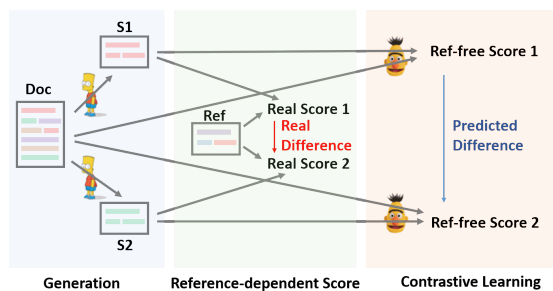 S1
Doc
S2
Generation
Ref
Real Score 1
Real
Difference
Real Score 2
Reference-dependent Score
Ref-free Score 1
Predicted
Difference
Ref-free Score 2
Contrastive Learning